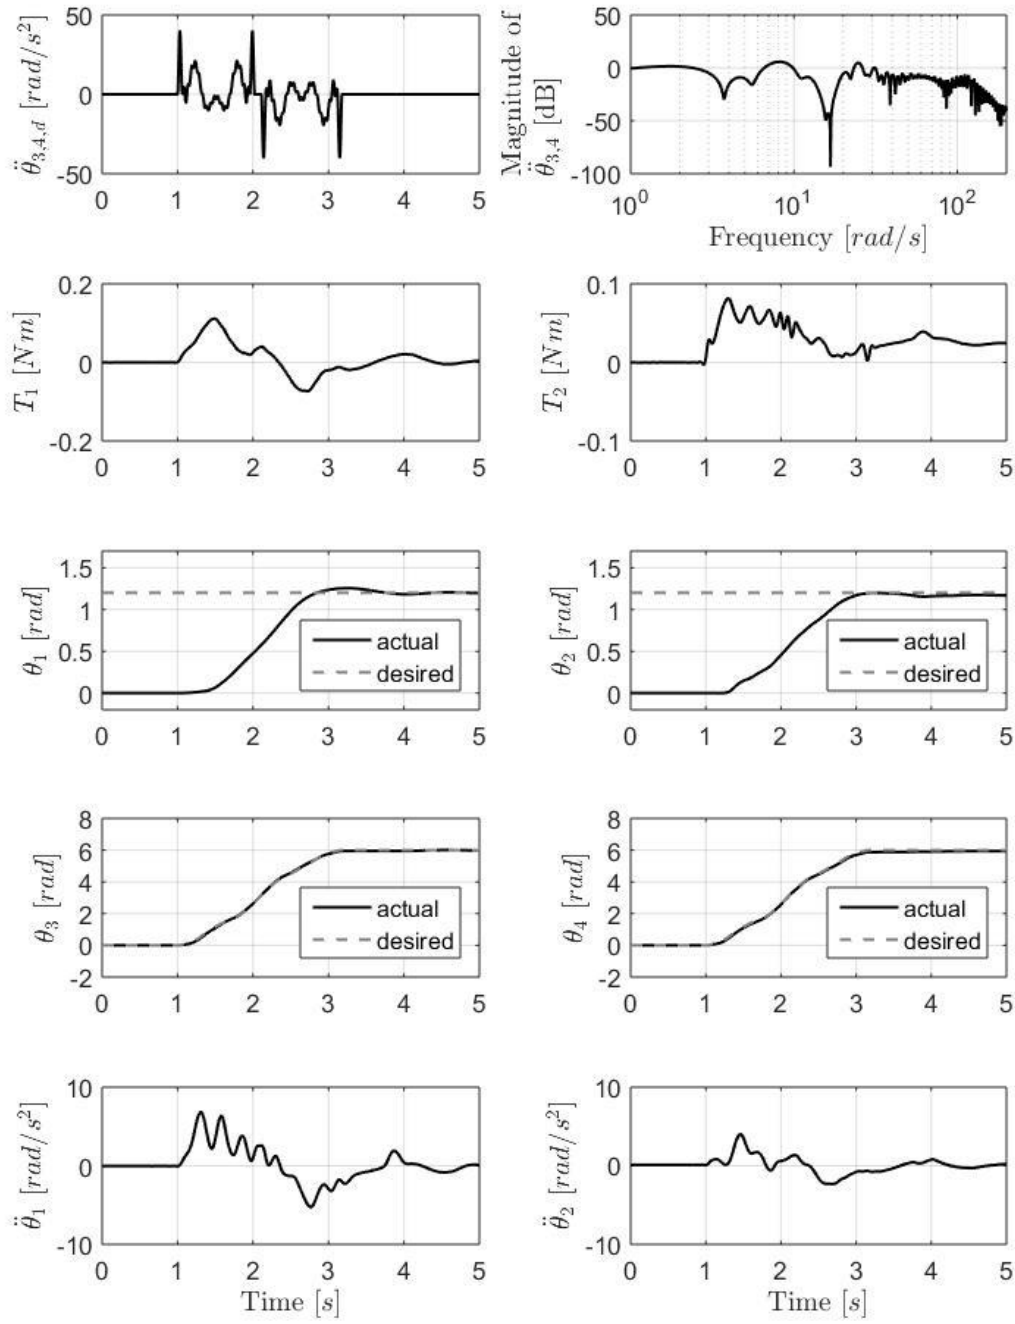 50
0
-50
θ̈₃,₄,d [rad/s²]
0 1 2 3 4 5
50
0
-50
-100
Magnitude of
θ̈₃,₄ [dB]
10⁰ 10¹ 10²
Frequency [rad/s]
0.2
0
-0.2
T₁ [Nm]
0 1 2 3 4 5
0.1
0
-0.1
T₂ [Nm]
0 1 2 3 4 5
1.5
1
0.5
0
θ₁ [rad]
actual
desired
0 1 2 3 4 5
1.5
1
0.5
0
θ₂ [rad]
actual
desired
0 1 2 3 4 5
8
6
4
2
0
-2
θ₃ [rad]
actual
desired
0 1 2 3 4 5
8
6
4
2
0
-2
θ₄ [rad]
actual
desired
0 1 2 3 4 5
10
0
-10
θ̈₁ [rad/s²]
0 1 2 3 4 5
Time [s]
10
0
-10
θ̈₂ [rad/s²]
0 1 2 3 4 5
Time [s]